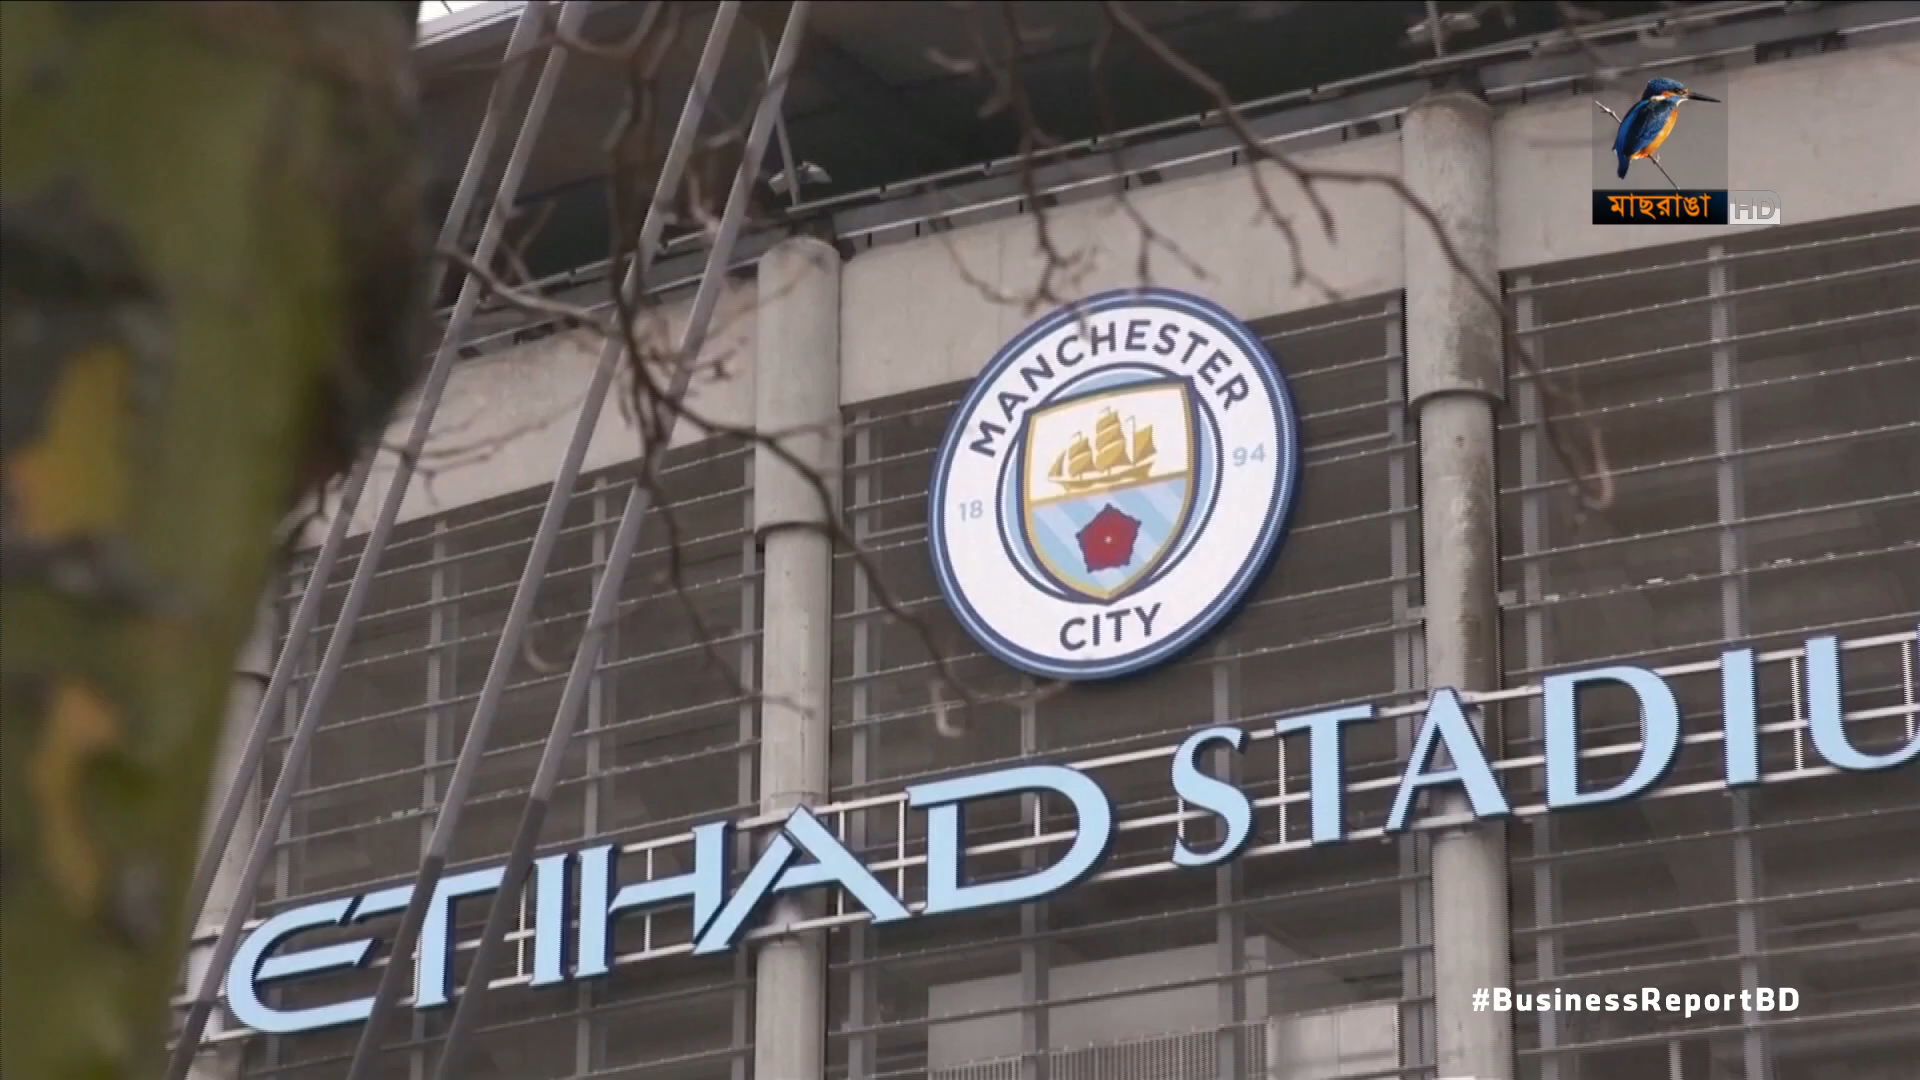 মাছরাঙা HD
MANCHESTER
18 94
CITY
ETIHAD STADIU
#BusinessReportBD